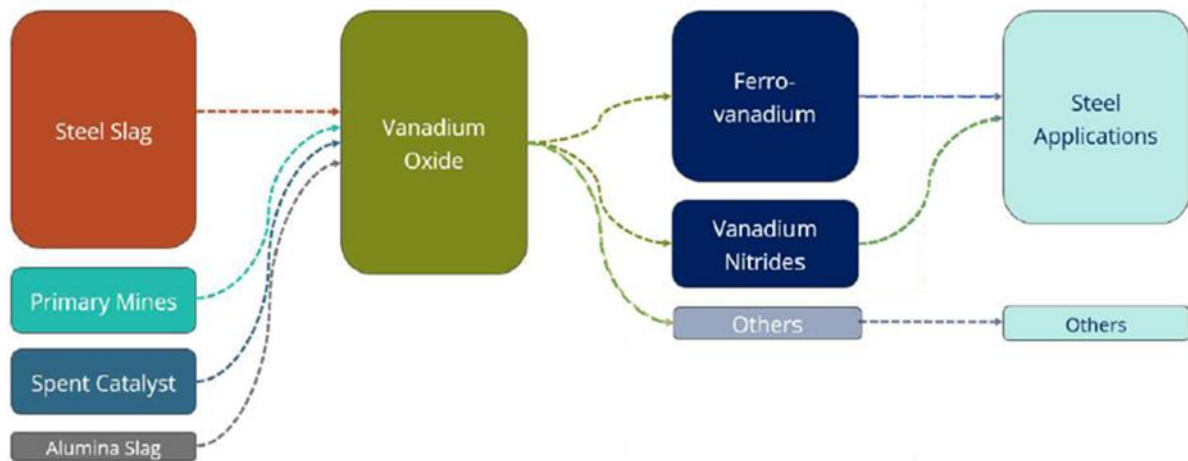 Steel Slag
Primary Mines
Spent Catalyst
Alumina Slag
Vanadium
Oxide
Ferro-
vanadium
Vanadium
Nitrides
Others
Steel
Applications
Others